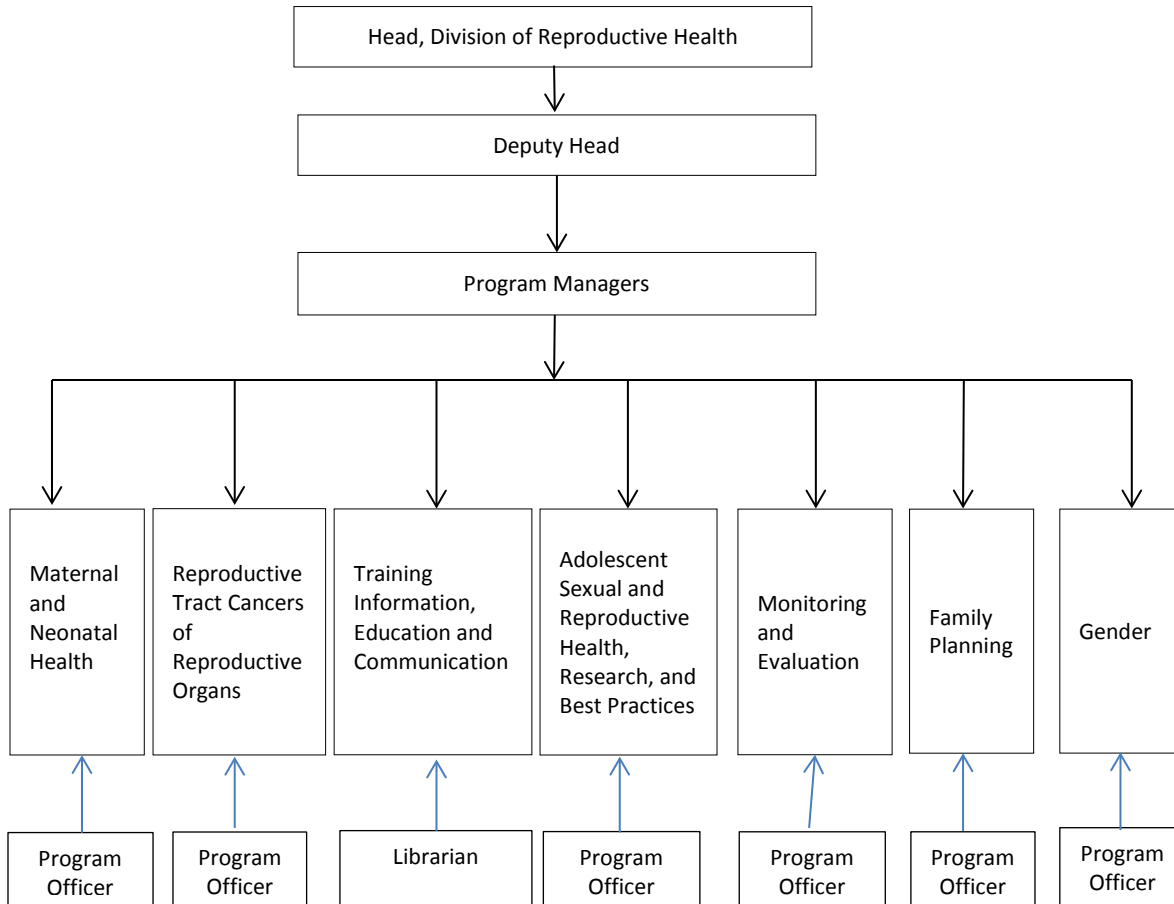 Head, Division of Reproductive Health
Deputy Head
Program Managers
Maternal
and
Neonatal
Health
Reproductive
Tract Cancers
of
Reproductive
Organs
Training
Information,
Education and
Communication
Adolescent
Sexual and
Reproductive
Health,
Research, and
Best Practices
Monitoring
and
Evaluation
Family
Planning
Gender
Program
Officer
Program
Officer
Librarian
Program
Officer
Program
Officer
Program
Officer
Program
Officer